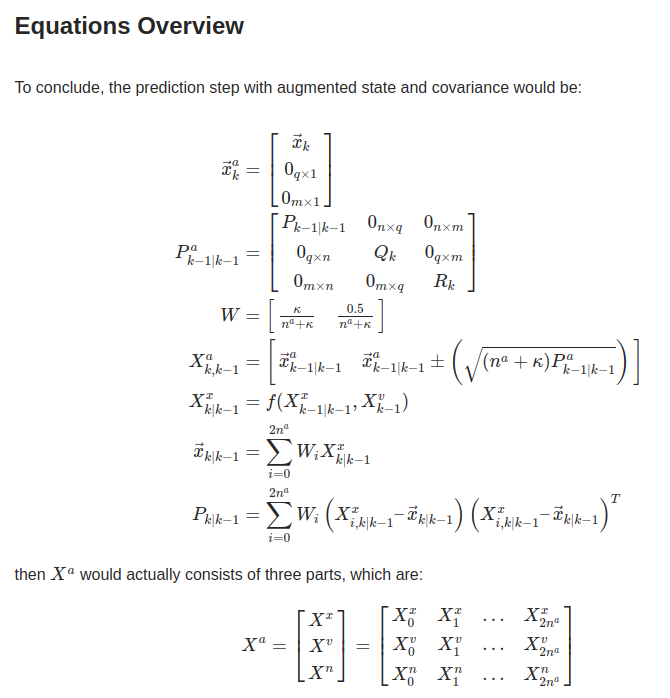 Equations Overview
To conclude, the prediction step with augmented state and covariance would be:
$\vec{x}_k^a = \begin{bmatrix} \vec{x}_k \\ 0_{q\times 1} \\ 0_{m\times 1} \end{bmatrix}$
$P_{k-1|k-1}^a = \begin{bmatrix} P_{k-1|k-1} & 0_{n\times q} & 0_{n\times m} \\ 0_{q\times n} & Q_k & 0_{q\times m} \\ 0_{m\times n} & 0_{m\times q} & R_k \end{bmatrix}$
$W = \begin{bmatrix} \frac{\kappa}{n^a+\kappa} & \frac{0.5}{n^a+\kappa} \end{bmatrix}$
$X_{k,k-1}^a = \begin{bmatrix} \vec{x}_{k-1|k-1}^a & \vec{x}_{k-1|k-1}^a \pm \left( \sqrt{(n^a+\kappa)P_{k-1|k-1}^a} \right) \end{bmatrix}$
$X_{k|k-1}^x = f(X_{k-1|k-1}^x, X_{k-1}^v)$
$\vec{x}_{k|k-1} = \sum_{i=0}^{2n^a} W_i X_{k|k-1}^x$
$P_{k|k-1} = \sum_{i=0}^{2n^a} W_i \left( X_{i,k|k-1}^x - \vec{x}_{k|k-1} \right) \left( X_{i,k|k-1}^x - \vec{x}_{k|k-1} \right)^T$
then $X^a$ would actually consists of three parts, which are:
$X^a = \begin{bmatrix} X^x \\ X^v \\ X^n \end{bmatrix} = \begin{bmatrix} X_0^x & X_1^x & \dots & X_{2n^a}^x \\ X_0^v & X_1^v & \dots & X_{2n^a}^v \\ X_0^n & X_1^n & \dots & X_{2n^a}^n \end{bmatrix}$